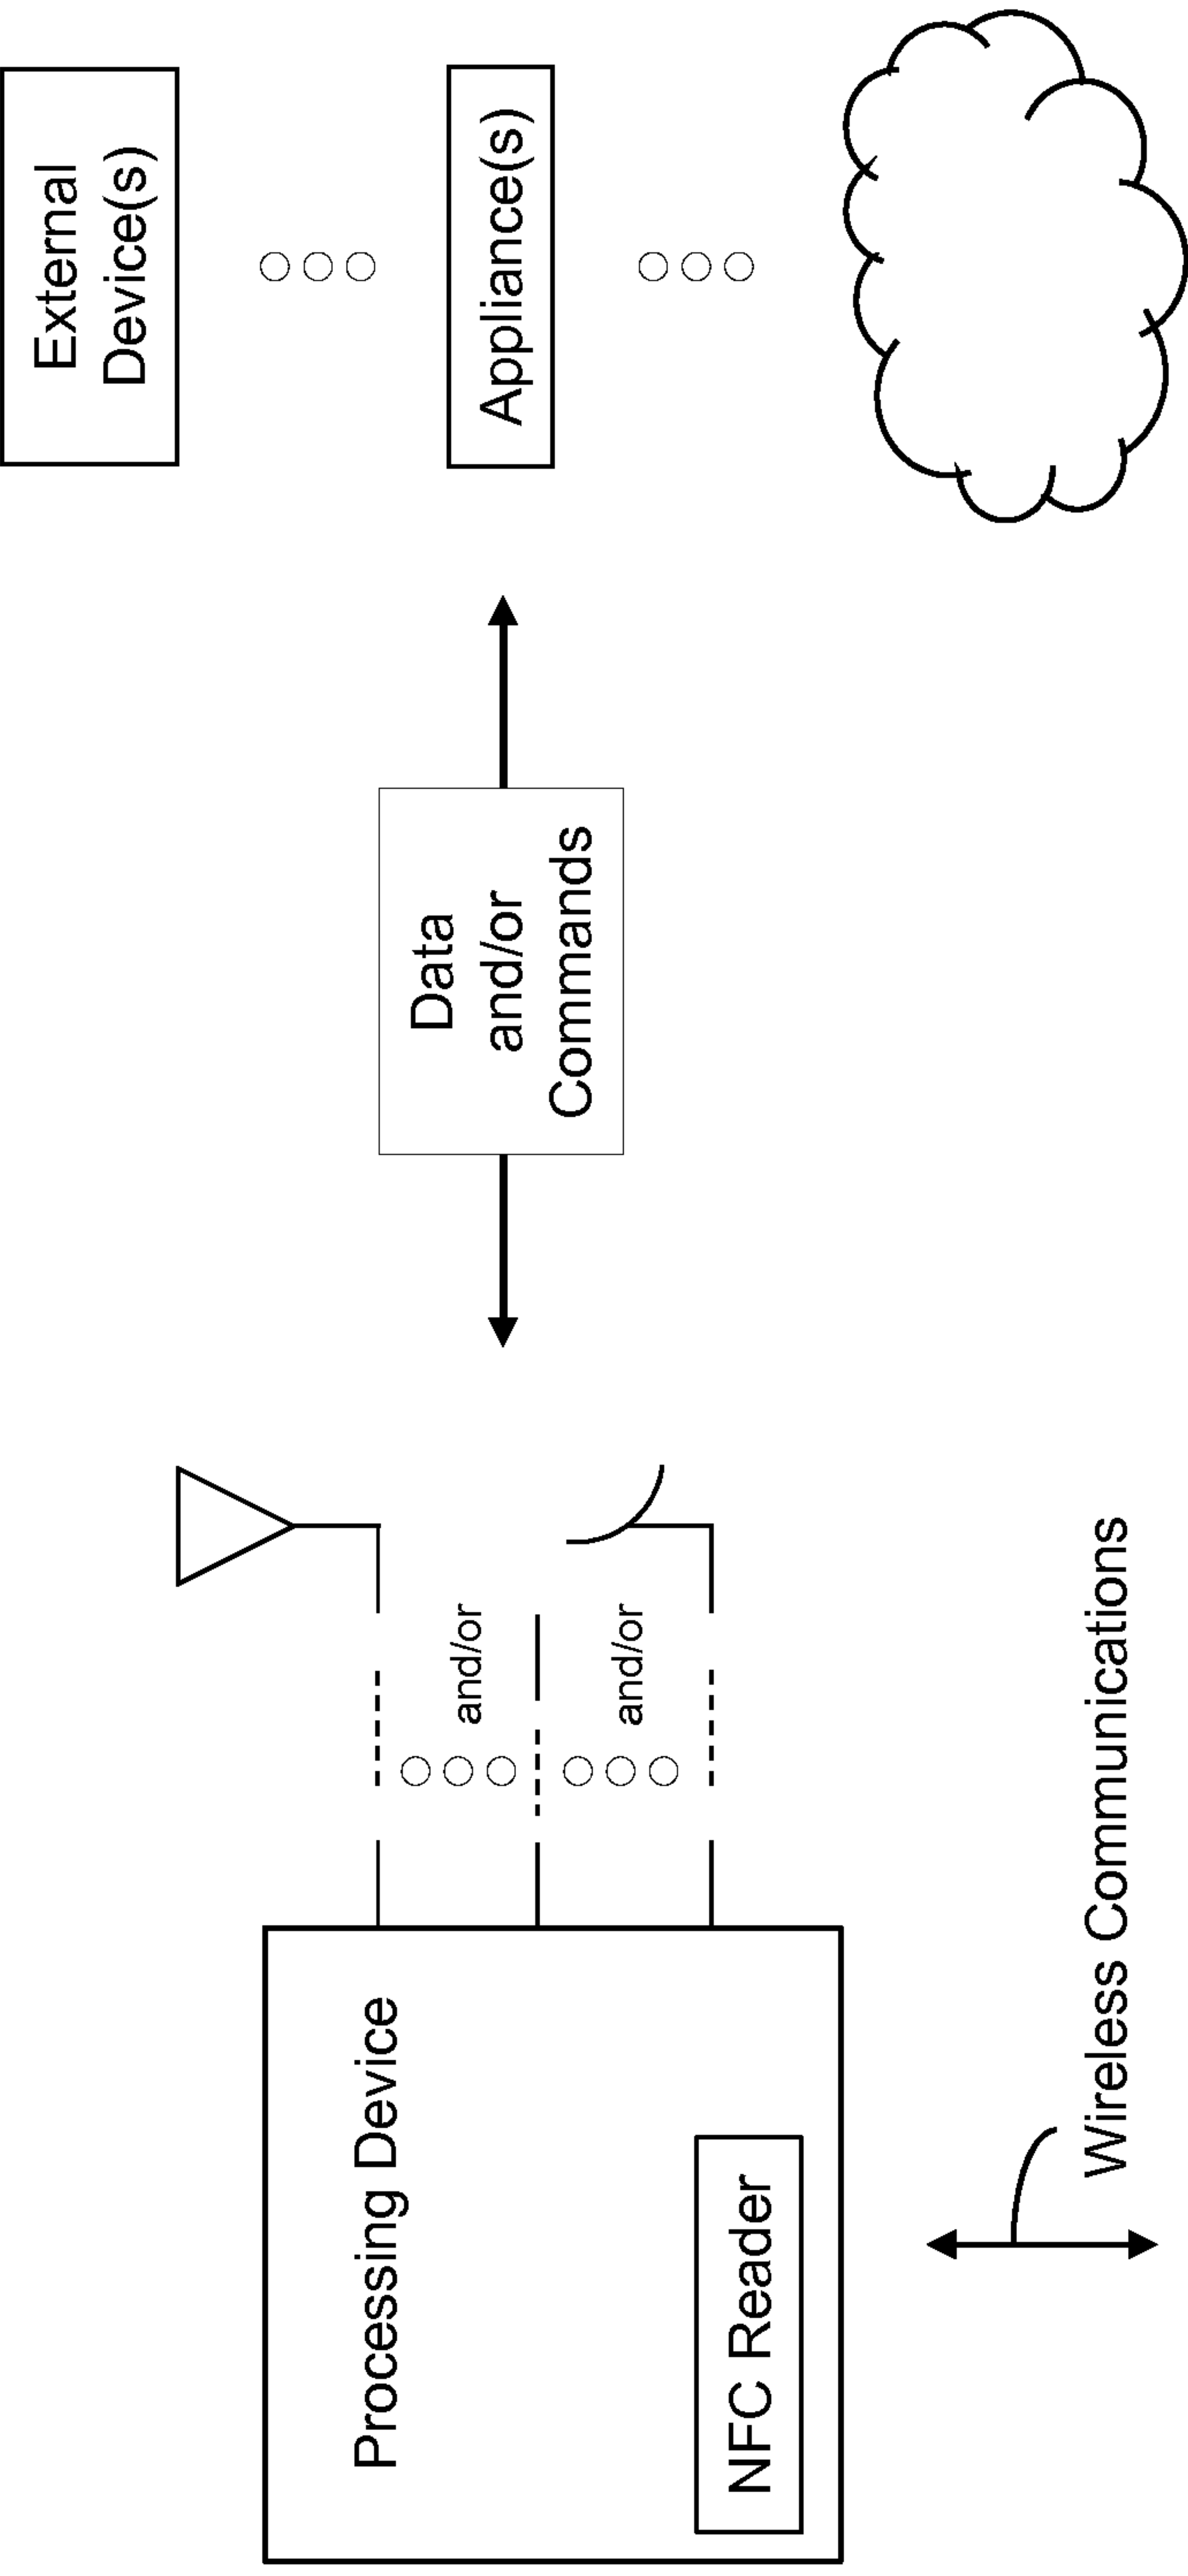 Processing Device
NFC Reader
Wireless Communications
and/or
and/or
Data
and/or
Commands
External
Device(s)
Appliance(s)